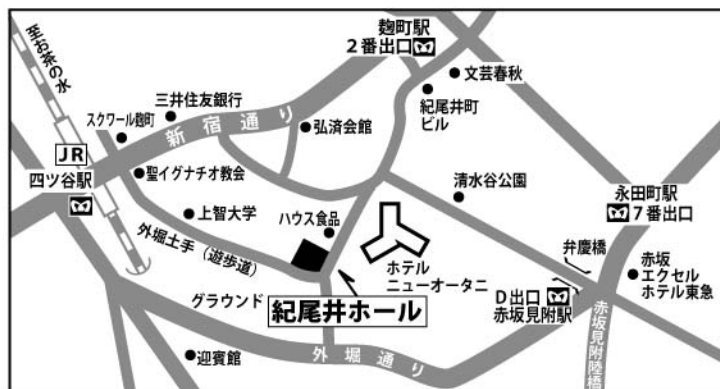 至お茶の水
麹町駅
２番出口
文芸春秋
紀尾井町
ビル
三井住友銀行
スクワール麹町
新宿通り
弘済会館
JR
四ツ谷駅
聖イグナチオ教会
清水谷公園
永田町駅
７番出口
上智大学
ハウス食品
外堀土手（遊歩道）
弁慶橋
ホテル
ニューオータニ
赤坂
エクセル
ホテル東急
グラウンド
D出口
赤坂見附駅
紀尾井ホール
赤坂見附陸橋
迎賓館
外堀通り